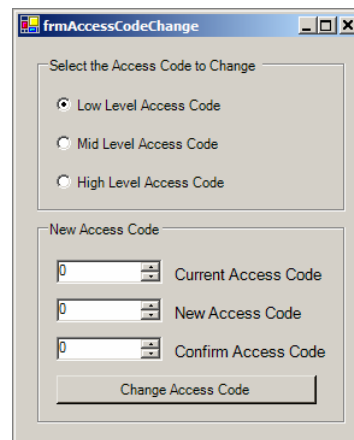 frmAccessCodeChange
Select the Access Code to Change
Low Level Access Code
Mid Level Access Code
High Level Access Code
New Access Code
0 Current Access Code
0 New Access Code
0 Confirm Access Code
Change Access Code